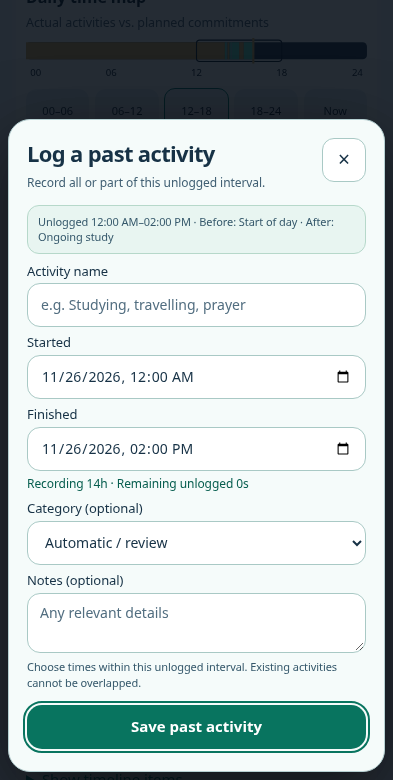 Daily time map
Actual activities vs. planned commitments
00 06 12 18 24
00–06 06–12 12–18 18–24 Now
Log a past activity
×
Record all or part of this unlogged interval.
Unlogged 12:00 AM–02:00 PM · Before: Start of day · After:
Ongoing study
Activity name
e.g. Studying, travelling, prayer
Started
11/26/2026, 12:00 AM
Finished
11/26/2026, 02:00 PM
Recording 14h · Remaining unlogged 0s
Category (optional)
Automatic / review
Notes (optional)
Any relevant details
Choose times within this unlogged interval. Existing activities
cannot be overlapped.
Save past activity